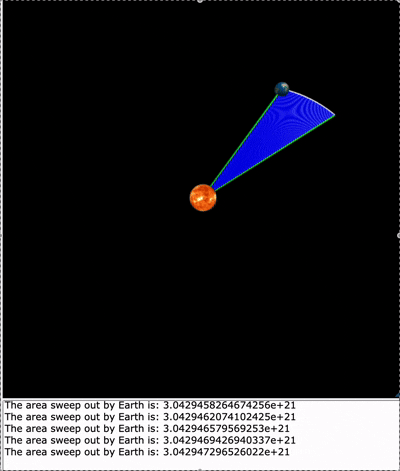 The area sweep out by Earth is: 3.0429458264674256e+21
The area sweep out by Earth is: 3.0429462074102425e+21
The area sweep out by Earth is: 3.042946579569253e+21
The area sweep out by Earth is: 3.0429469426940337e+21
The area sweep out by Earth is: 3.042947296526022e+21